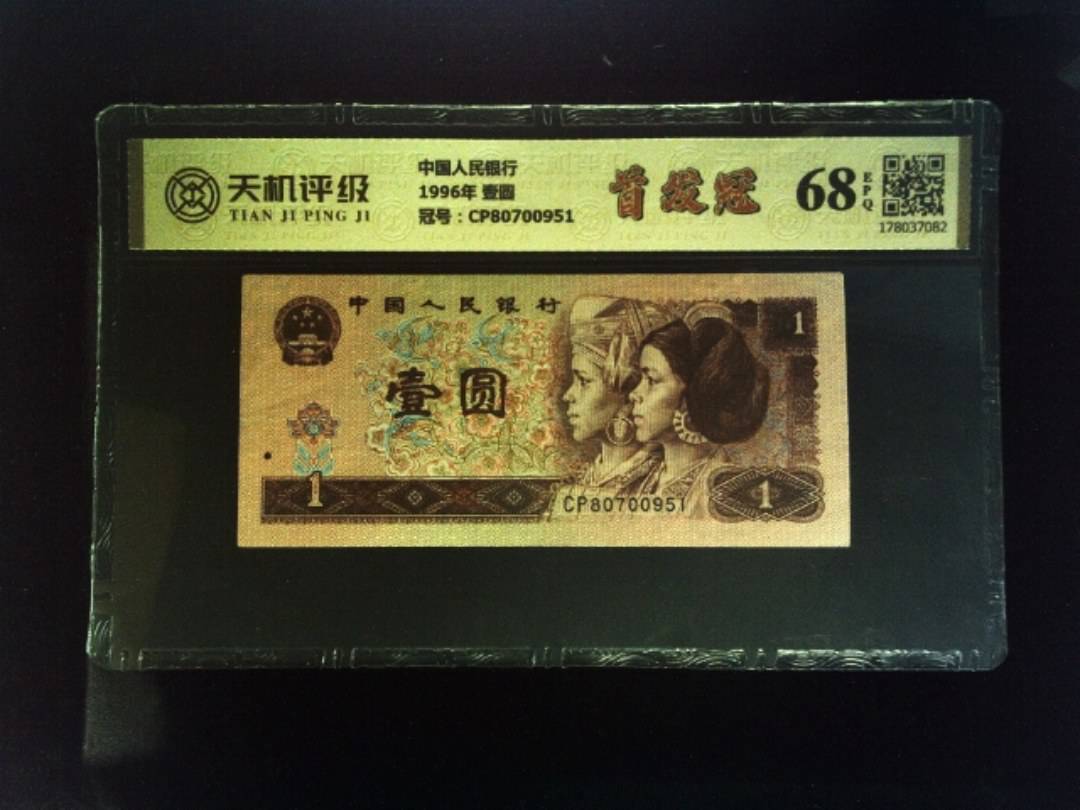 天机评级
TIAN JI PING JI
中国人民银行
1996年 壹圆
冠号：CP80700951
首发冠
68
EPQ
178037082
中国人民银行
1
壹圆
1
CP80700951
1